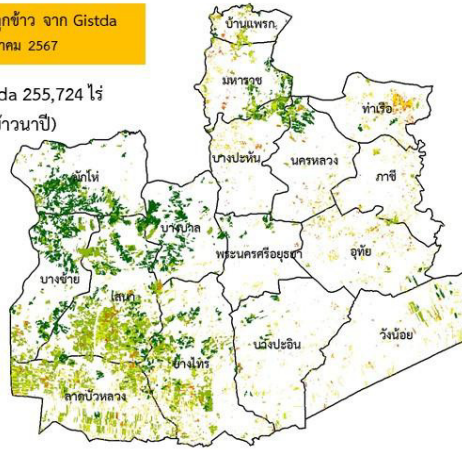 ลูกข้าว จาก Gistda
าคม 2567
da 255,724 ไร่
ข้าวนาปี)
บ้านแพรก
มหาราช
ท่าเรือ
บางปะหัน
นครหลวง
ภาชี
ผักไห่
บางบาล
พระนครศรีอยุธยา
อุทัย
บางซ้าย
เสนา
บางไทร
บางปะอิน
วังน้อย
ลาดบัวหลวง